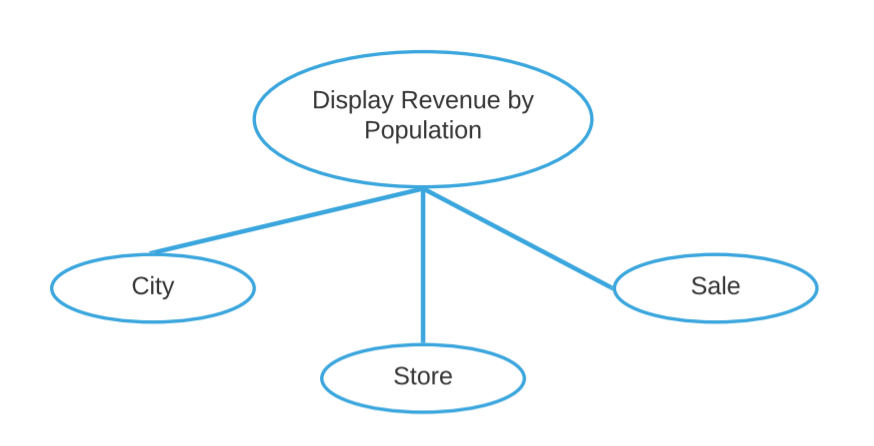 Display Revenue by
Population
City
Sale
Store